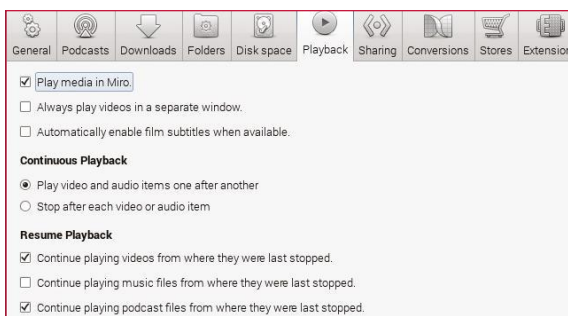 General Podcasts Downloads Folders Disk space Playback Sharing Conversions Stores Extension
Play media in Miro.
Always play videos in a separate window.
Automatically enable film subtitles when available.
Continuous Playback
Play video and audio items one after another
Stop after each video or audio item
Resume Playback
Continue playing videos from where they were last stopped.
Continue playing music files from where they were last stopped.
Continue playing podcast files from where they were last stopped.